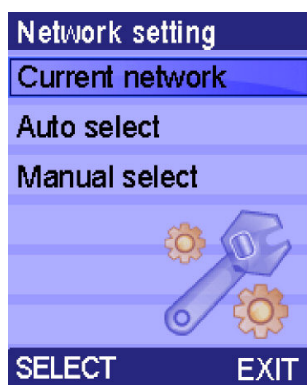 Network setting
Current network
Auto select
Manual select
SELECT EXIT